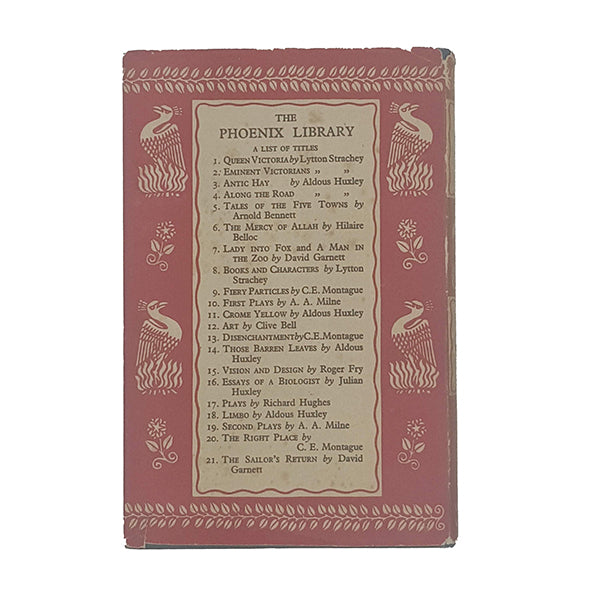 THE
PHOENIX LIBRARY
A LIST OF TITLES
1. QUEEN VICTORIA by Lytton Strachey
2. EMINENT VICTORIANS " "
3. ANTIC HAY by Aldous Huxley
4. ALONG THE ROAD " "
5. TALES OF THE FIVE TOWNS by
Arnold Bennett
6. THE MERCY OF ALLAH by Hilaire
Belloc
7. LADY INTO FOX and A MAN IN
THE ZOO by David Garnett
8. BOOKS AND CHARACTERS by Lytton
Strachey
9. FIERY PARTICLES by C.E. Montague
10. FIRST PLAYS by A. A. Milne
11. CROME YELLOW by Aldous Huxley
12. ART by Clive Bell
13. DISENCHANTMENT by C.E. Montague
14. THOSE BARREN LEAVES by Aldous
Huxley
15. VISION AND DESIGN by Roger Fry
16. ESSAYS OF A BIOLOGIST by Julian
Huxley
17. PLAYS by Richard Hughes
18. LIMBO by Aldous Huxley
19. SECOND PLAYS by A. A. Milne
20. THE RIGHT PLACE by
C. E. Montague
21. THE SAILOR'S RETURN by David
Garnett